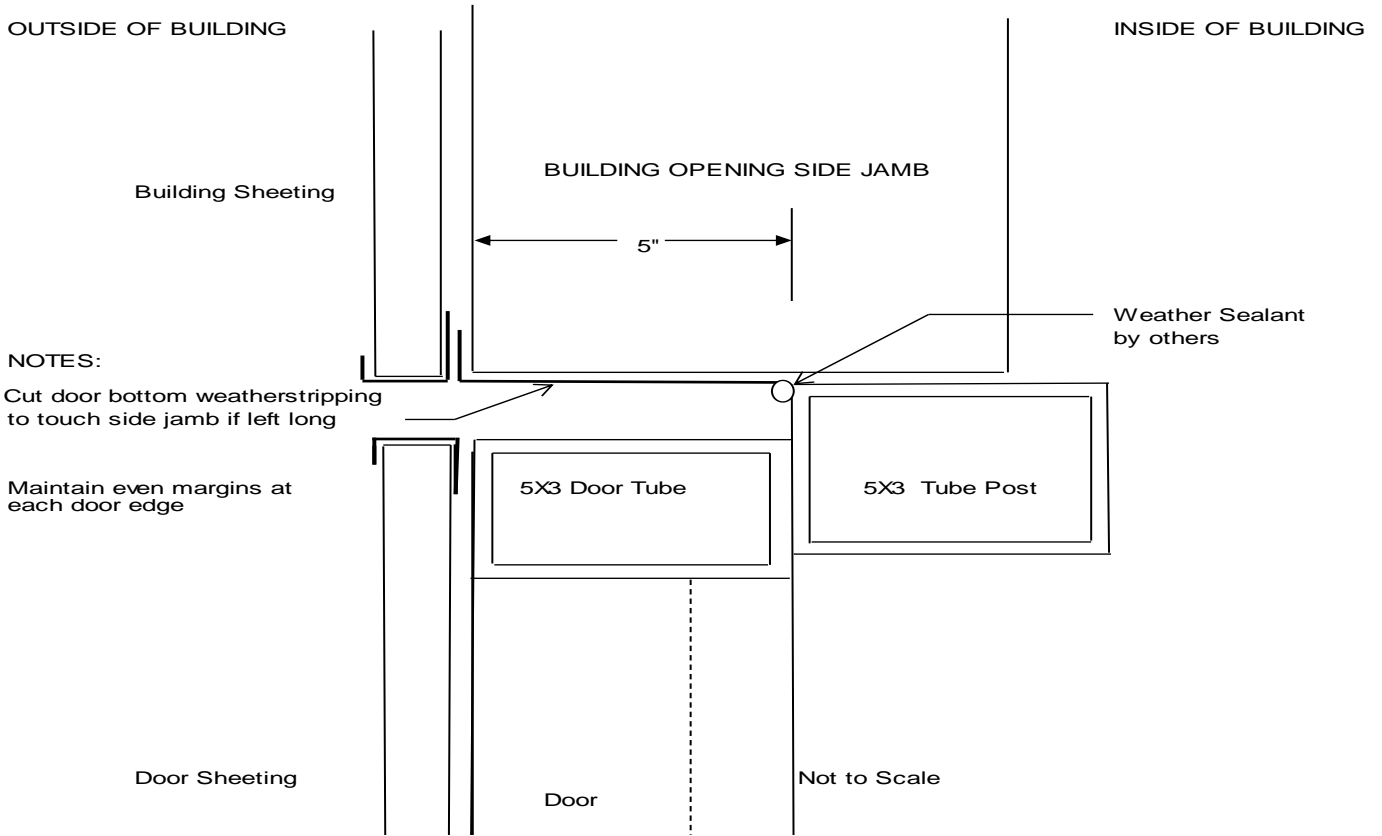 OUTSIDE OF BUILDING
INSIDE OF BUILDING
BUILDING OPENING SIDE JAMB
Building Sheeting
5"
Weather Sealant
by others
NOTES:
Cut door bottom weatherstripping
to touch side jamb if left long
Maintain even margins at
each door edge
5X3 Door Tube
5X3 Tube Post
Door Sheeting
Not to Scale
Door